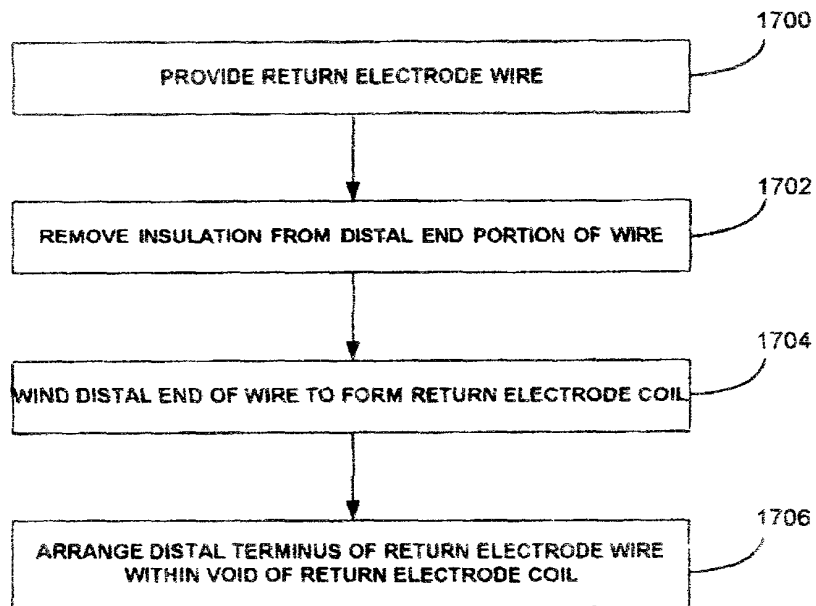 1700
PROVIDE RETURN ELECTRODE WIRE
1702
REMOVE INSULATION FROM DISTAL END PORTION OF WIRE
1704
WIND DISTAL END OF WIRE TO FORM RETURN ELECTRODE COIL
1706
ARRANGE DISTAL TERMINUS OF RETURN ELECTRODE WIRE
WITHIN VOID OF RETURN ELECTRODE COIL